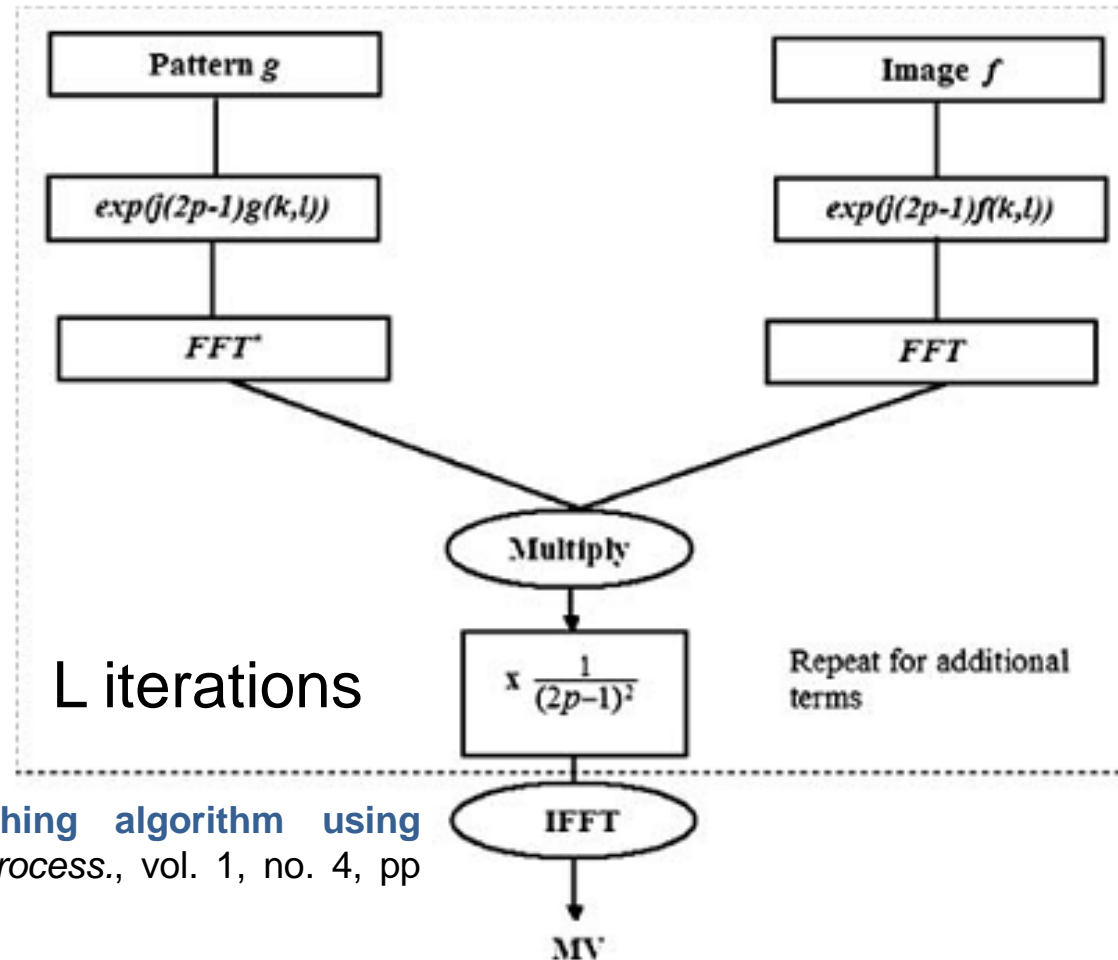 Pattern g
Image f
exp(j(2p-1)g(k,l))
exp(j(2p-1)f(k,l))
FFT*
FFT
Multiply
L iterations
x 1/(2p–1)²
Repeat for additional
terms
hing algorithm using
rocess., vol. 1, no. 4, pp
IFFT
MV